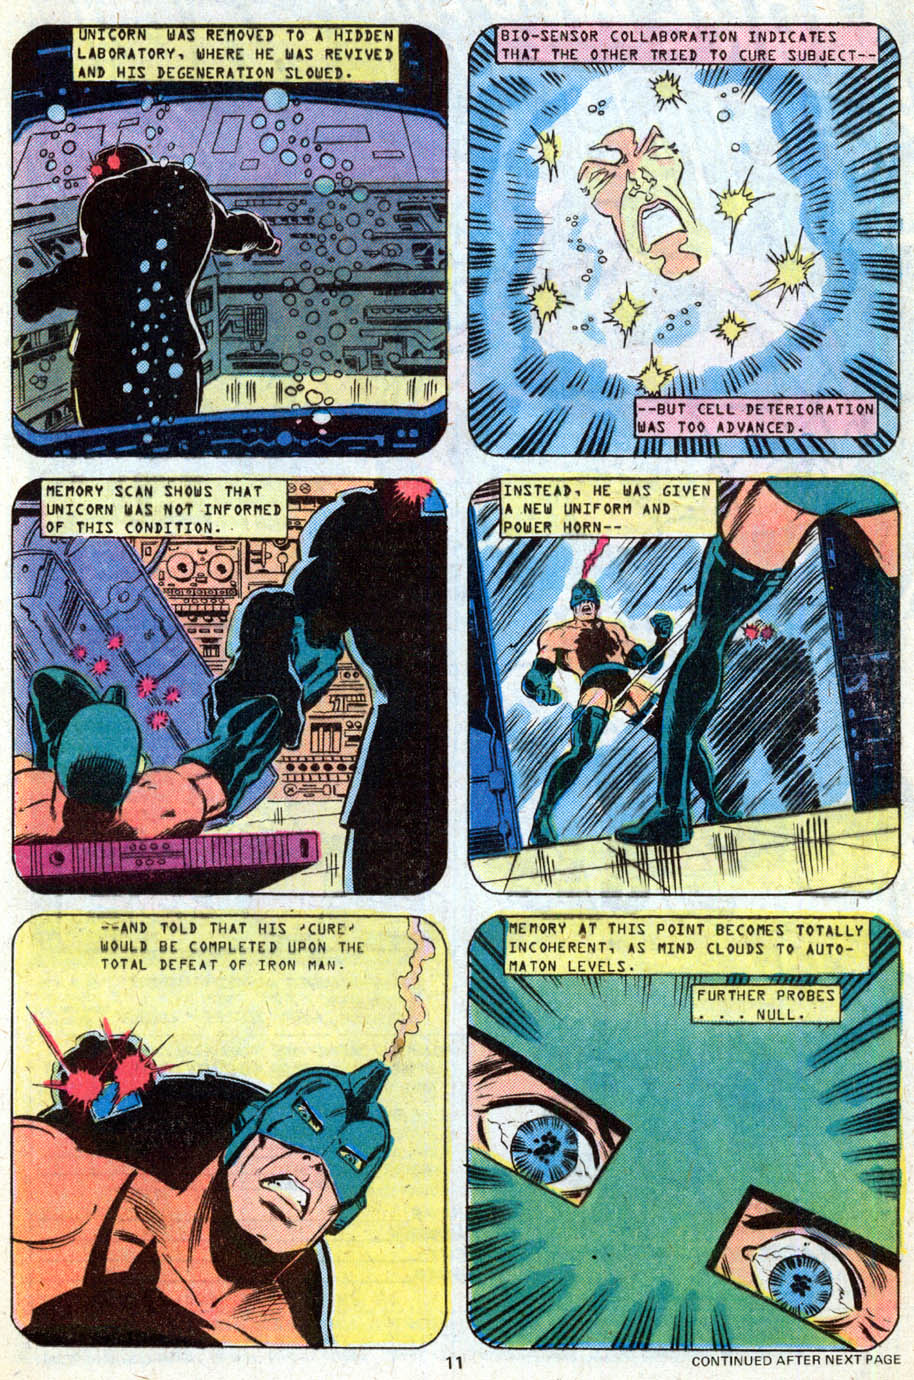 UNICORN WAS REMOVED TO A HIDDEN
LABORATORY, WHERE HE WAS REVIVED
AND HIS DEGENERATION SLOWED.
BIO-SENSOR COLLABORATION INDICATES
THAT THE OTHER TRIED TO CURE SUBJECT--
--BUT CELL DETERIORATION
WAS TOO ADVANCED.
MEMORY SCAN SHOWS THAT
UNICORN WAS NOT INFORMED
OF THIS CONDITION.
INSTEAD, HE WAS GIVEN
A NEW UNIFORM AND
POWER HORN--
--AND TOLD THAT HIS 'CURE'
WOULD BE COMPLETED UPON THE
TOTAL DEFEAT OF IRON MAN.
MEMORY AT THIS POINT BECOMES TOTALLY
INCOHERENT, AS MIND CLOUDS TO AUTO-
MATON LEVELS.
FURTHER PROBES
. . . NULL.
11
CONTINUED AFTER NEXT PAGE